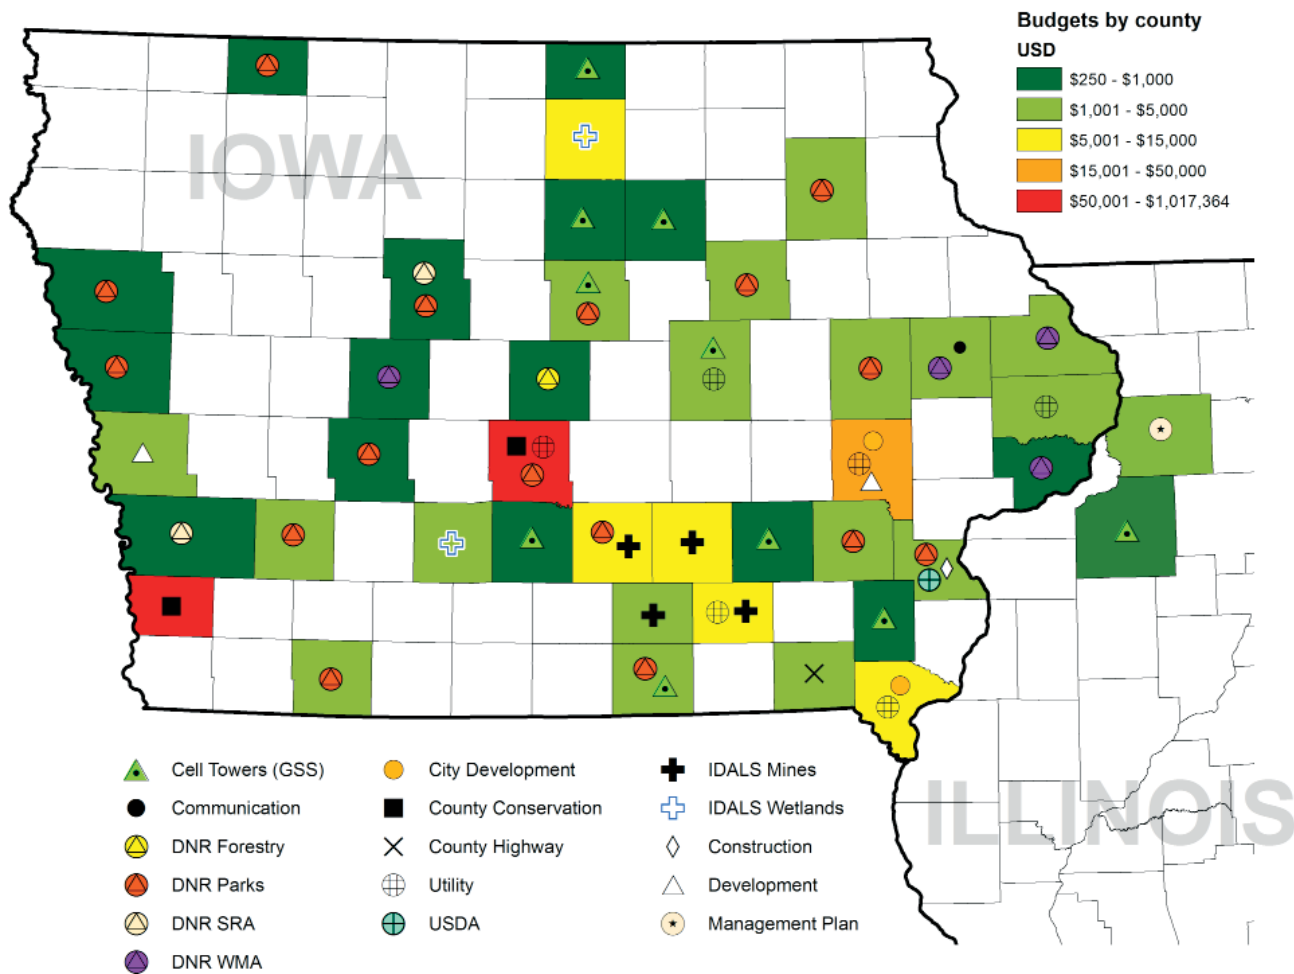 Budgets by county
USD
$250 - $1,000
$1,001 - $5,000
$5,001 - $15,000
$15,001 - $50,000
$50,001 - $1,017,364
IOWA
ILLINOIS
Cell Towers (GSS)
Communication
DNR Forestry
DNR Parks
DNR SRA
DNR WMA
City Development
County Conservation
County Highway
Utility
USDA
IDALS Mines
IDALS Wetlands
Construction
Development
Management Plan